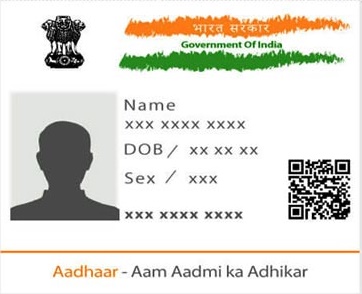 भारत सरकार
Government Of India
Name
xxx xxxx xxxx
DOB / xx xx xx
Sex / xxx
xxx xxxx xxxx
Aadhaar - Aam Aadmi ka Adhikar